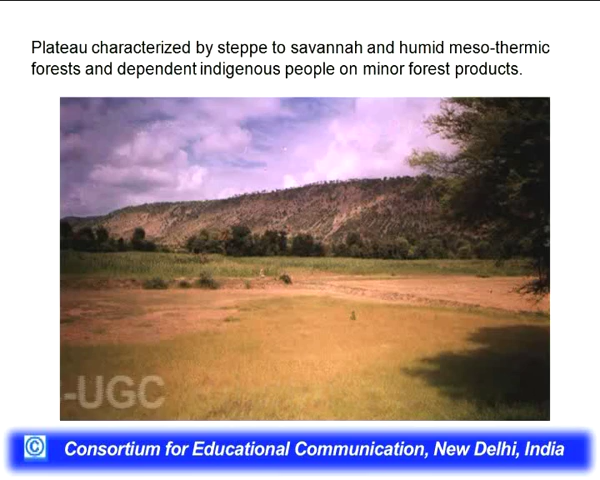 Plateau characterized by steppe to savannah and humid meso-thermic
forests and dependent indigenous people on minor forest products.
-UGC
© Consortium for Educational Communication, New Delhi, India